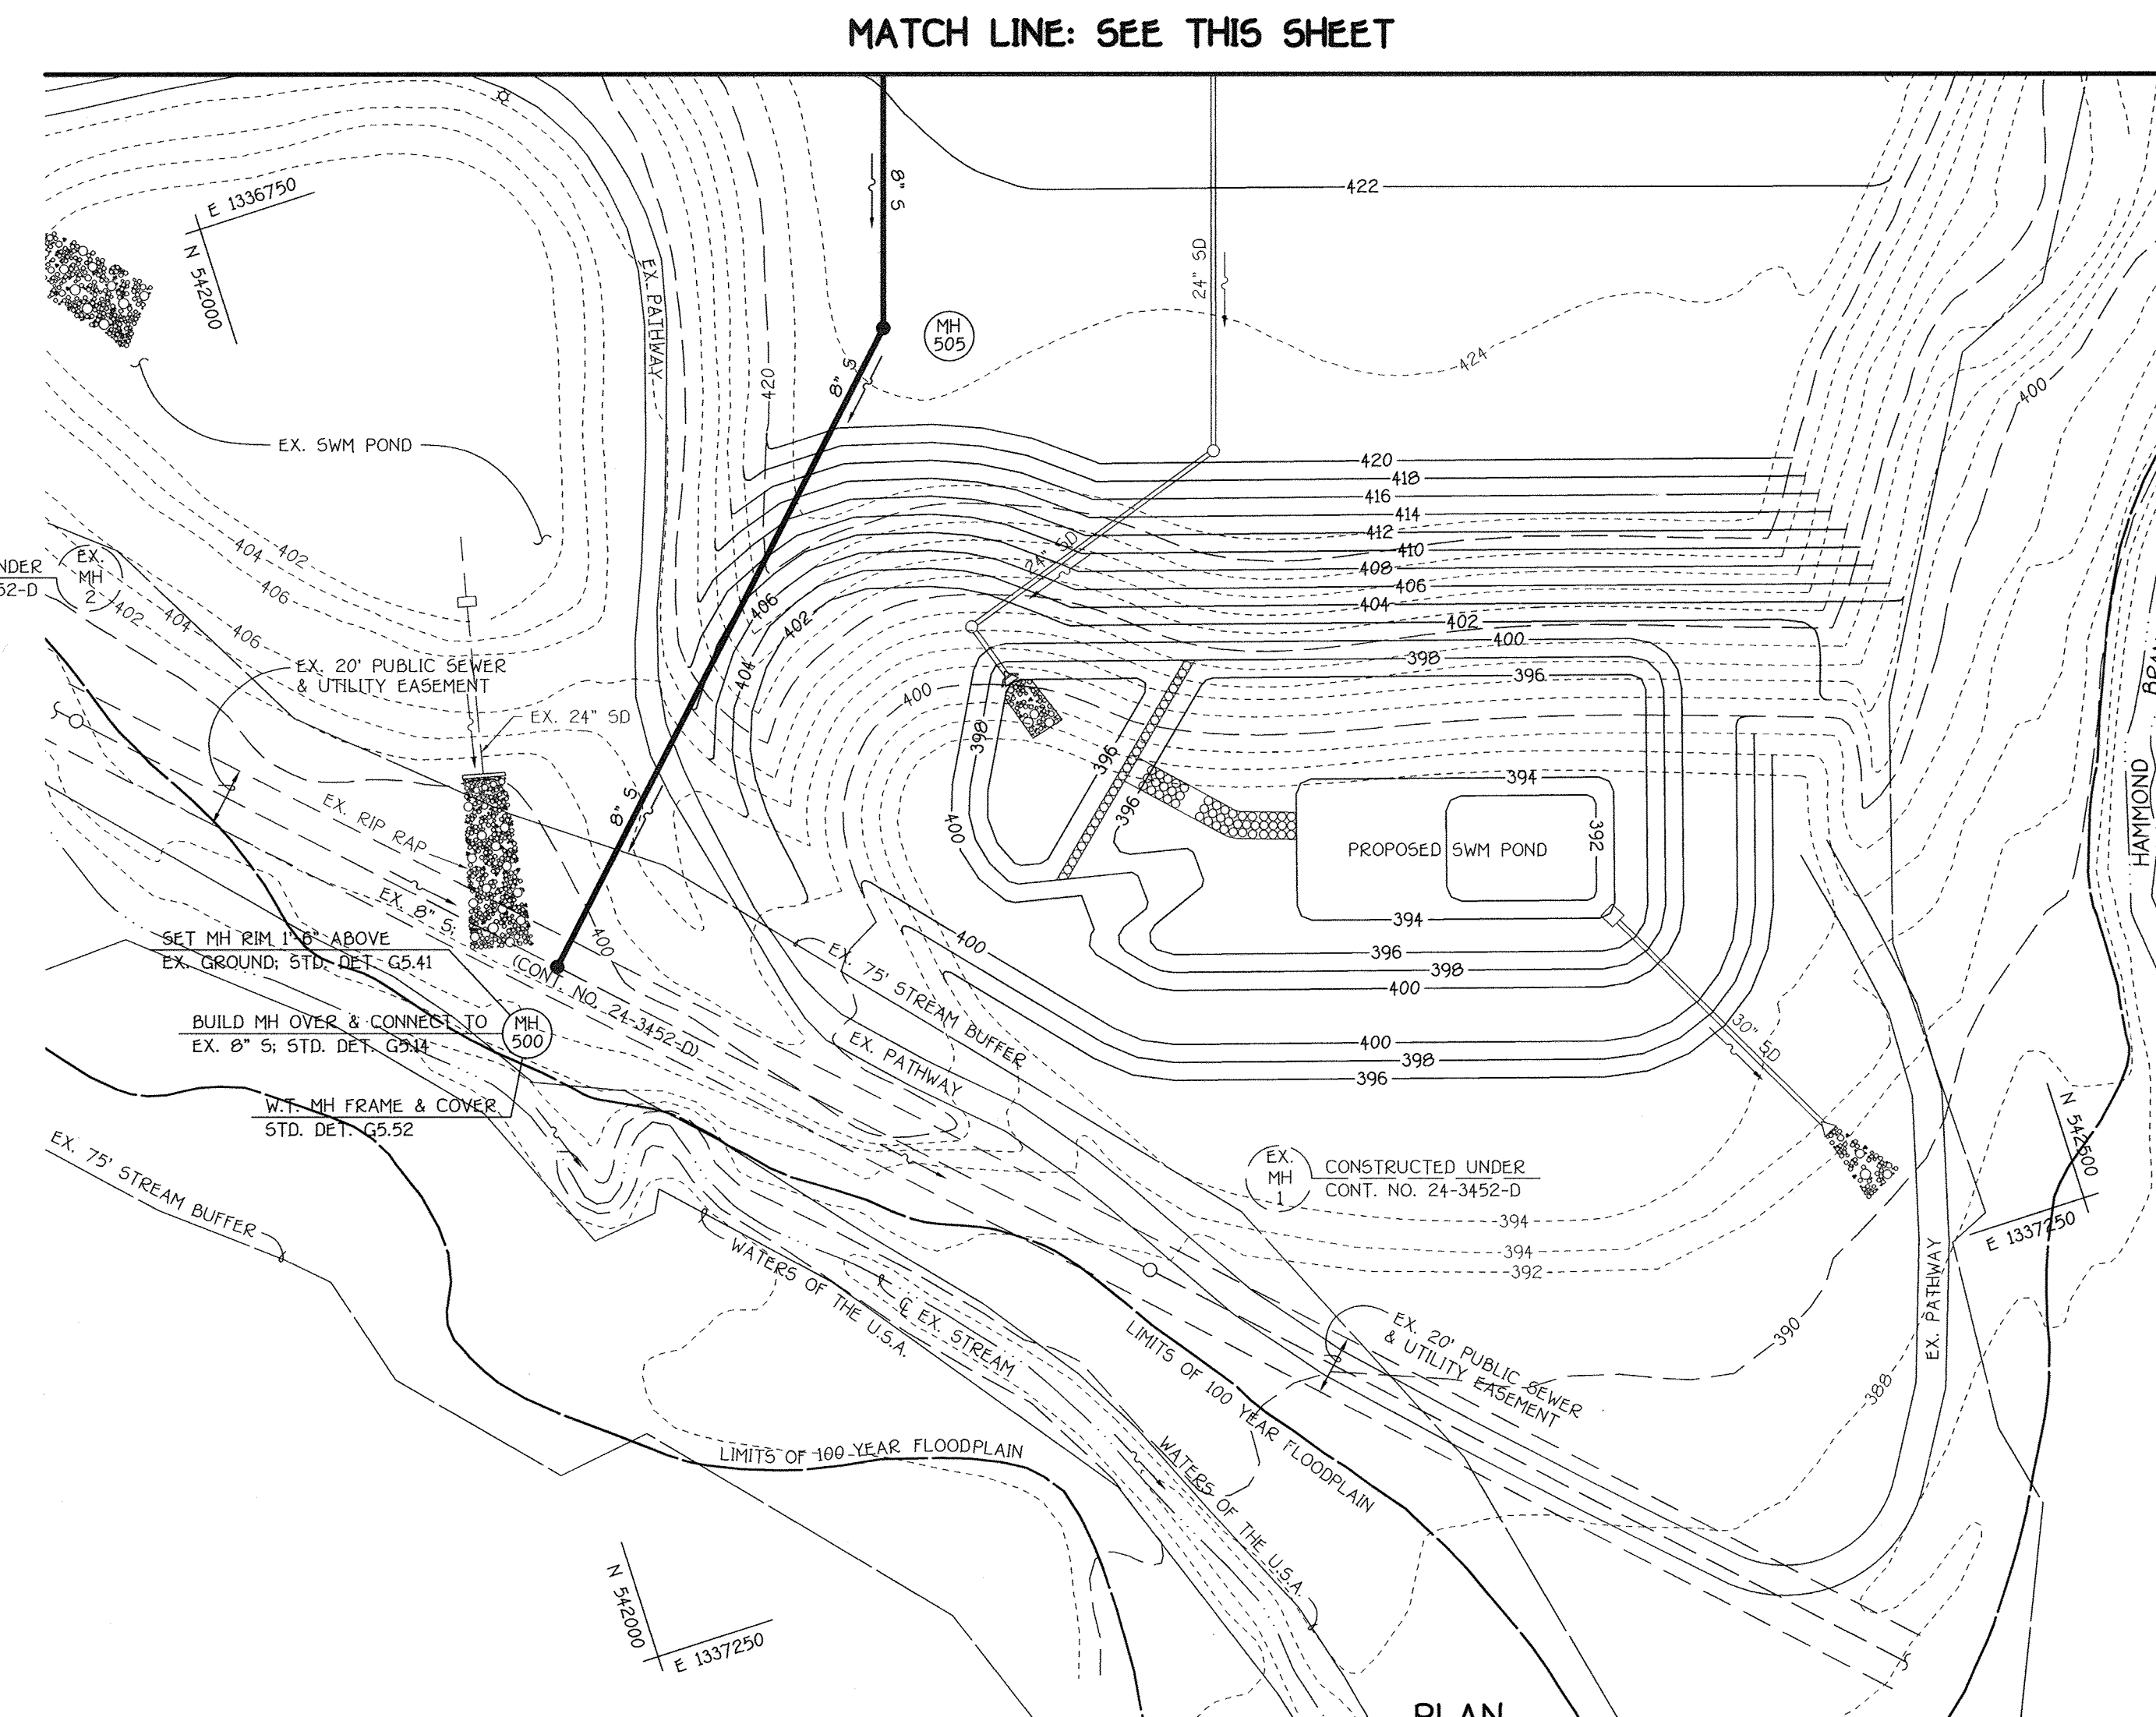 MATCH LINE: SEE THIS SHEET
E 1336750
N 542000
EX. PATHWAY
8" S
24" SD
422
MH
505
8" S
420
424
400
EX. SWM POND
420
418
416
414
412
410
408
406
404
402
400
398
396
24" SD
406
402
404
404
402
406
EX.
MH
2
402
404
406
EX. 20' PUBLIC SEWER
& UTILITY EASEMENT
EX. 24" SD
400
398
396
396
400
394
392
PROPOSED SWM POND
394
396
398
400
400
398
396
HAMMOND
8" S
EX. RIP RAP
EX. 8" S;
(CONT. NO. 24-3452-D)
400
400
SET MH RIM 1'-6" ABOVE
EX. GROUND; STD. DET. G5.41
BUILD MH OVER & CONNECT TO
EX. 8" S; STD. DET. G5.14
MH
500
W.T. MH FRAME & COVER
STD. DET. G5.52
EX. 75' STREAM BUFFER
EX. PATHWAY
30" SD
N 542500
E 1337250
EX.
MH
1
CONSTRUCTED UNDER
CONT. NO. 24-3452-D
394
394
392
390
388
EX. PATHWAY
EX. 75' STREAM BUFFER
WATERS OF THE U.S.A.
℄ EX. STREAM
LIMITS OF 100 YEAR FLOODPLAIN
EX. 20' PUBLIC SEWER
& UTILITY EASEMENT
LIMITS OF 100 YEAR FLOODPLAIN
WATERS OF THE U.S.A.
N 542000
E 1337250
PLAN